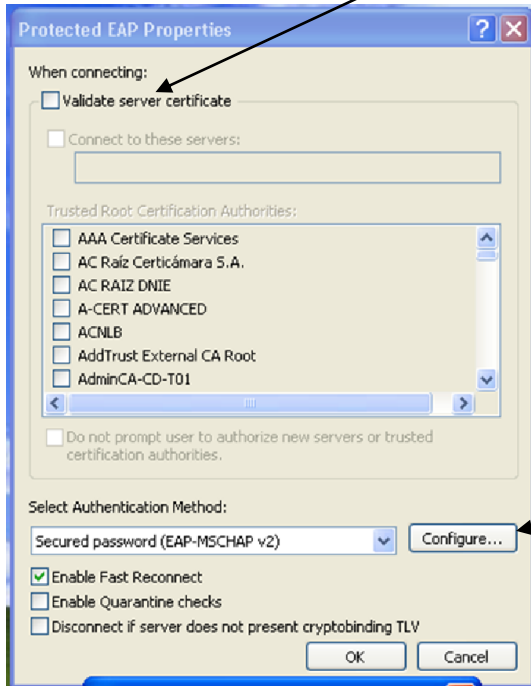 Protected EAP Properties
When connecting:
Validate server certificate
Connect to these servers:
Trusted Root Certification Authorities:
AAA Certificate Services
AC Raíz Certicámara S.A.
AC RAIZ DNIE
A-CERT ADVANCED
ACNLB
AddTrust External CA Root
AdminCA-CD-T01
Do not prompt user to authorize new servers or trusted
certification authorities.
Select Authentication Method:
Secured password (EAP-MSCHAP v2)
Configure...
Enable Fast Reconnect
Enable Quarantine checks
Disconnect if server does not present cryptobinding TLV
OK Cancel